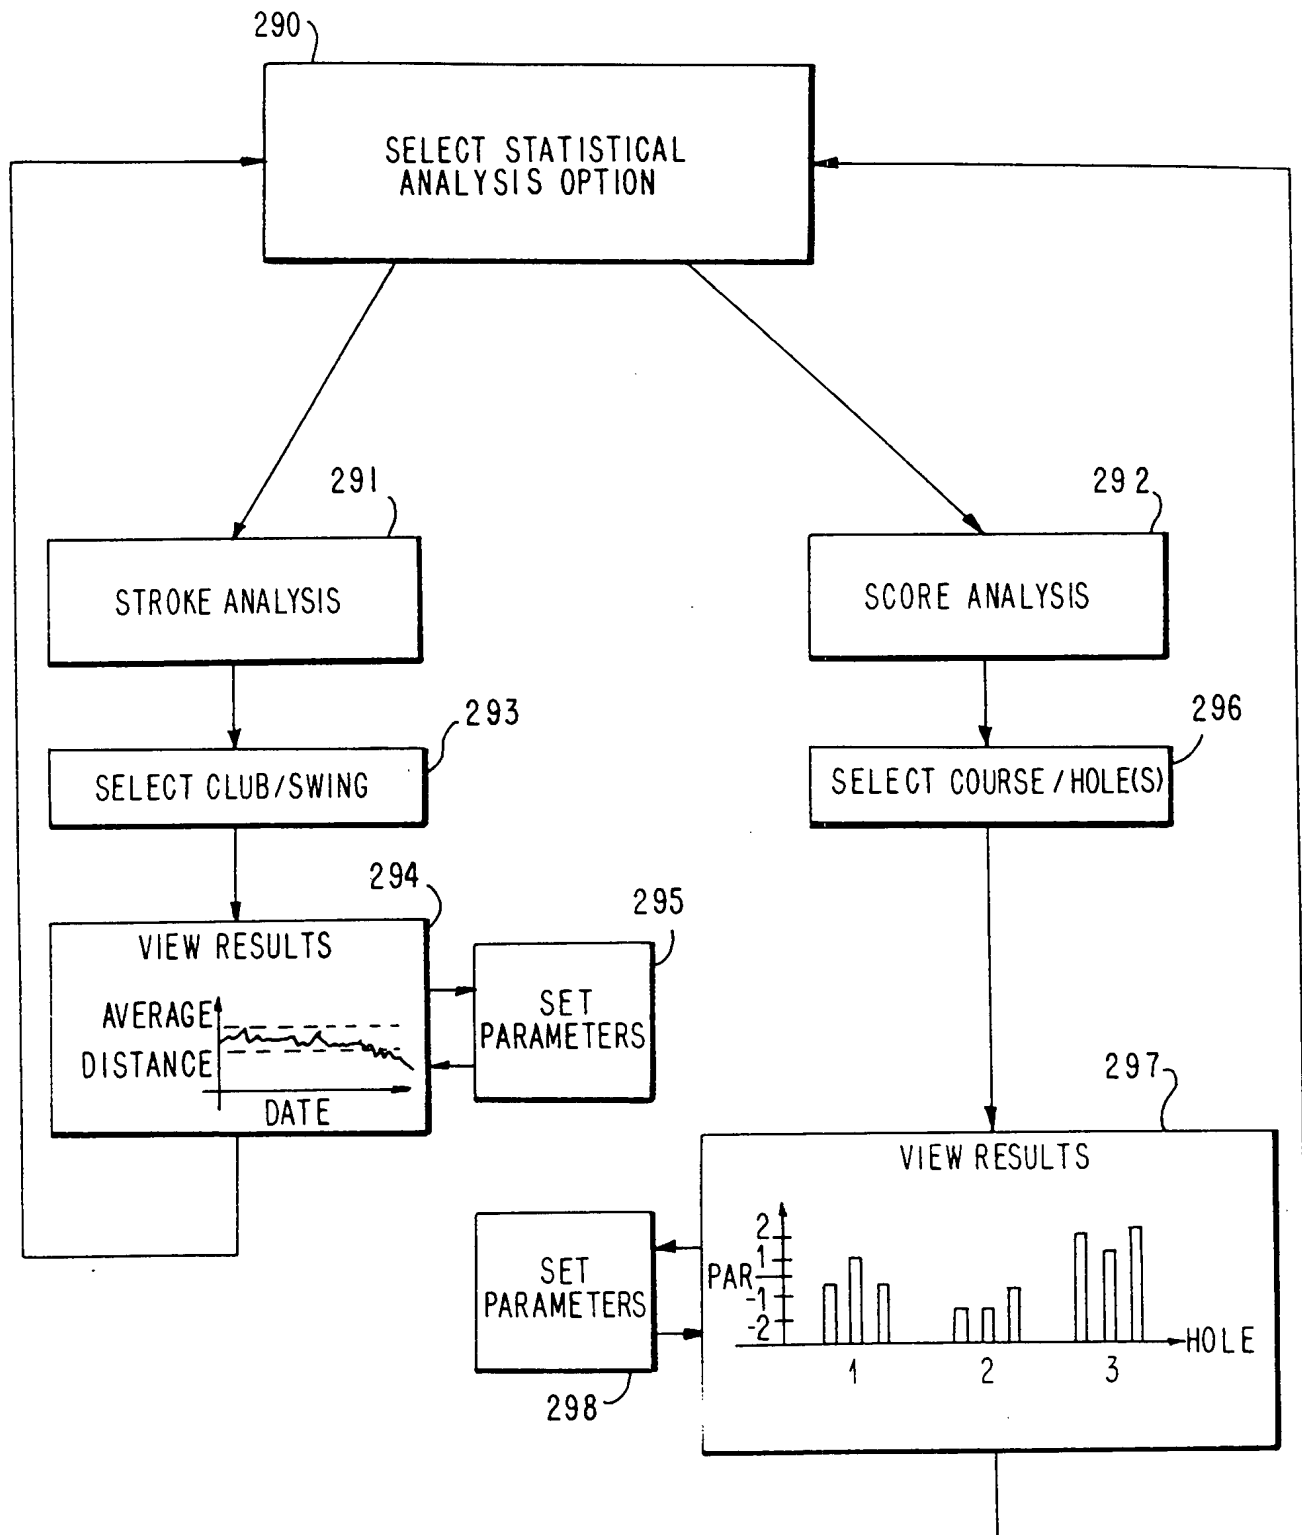 290
SELECT STATISTICAL
ANALYSIS OPTION
291
292
STROKE ANALYSIS
SCORE ANALYSIS
293
296
SELECT CLUB/SWING
SELECT COURSE/HOLE(S)
294
295
VIEW RESULTS
AVERAGE
DISTANCE
DATE
SET
PARAMETERS
297
VIEW RESULTS
2
1
PAR
-1
-2
HOLE
1 2 3
SET
PARAMETERS
298